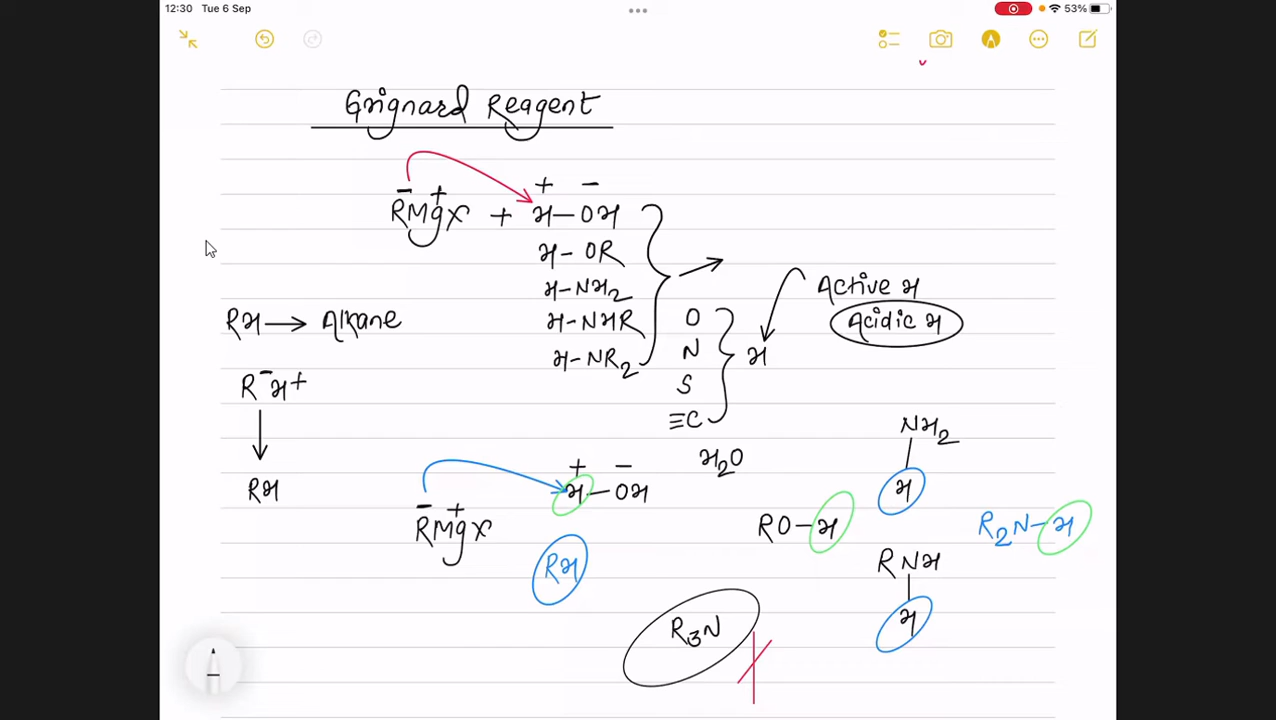 12:30 Tue 6 Sep
53%
Grignard Reagent
− +
RMgX + H—OH
+ −
H- OR
H-NH2
H-NHR
H-NR2
Active H
Acidic H
RH → Alkane
O
N
S
≡C
H
R−H+
RH
H2O
NH2
H
+ −
H—OH
− +
RMgX
RO—H
R2N—H
RH
RNH
H
R3N